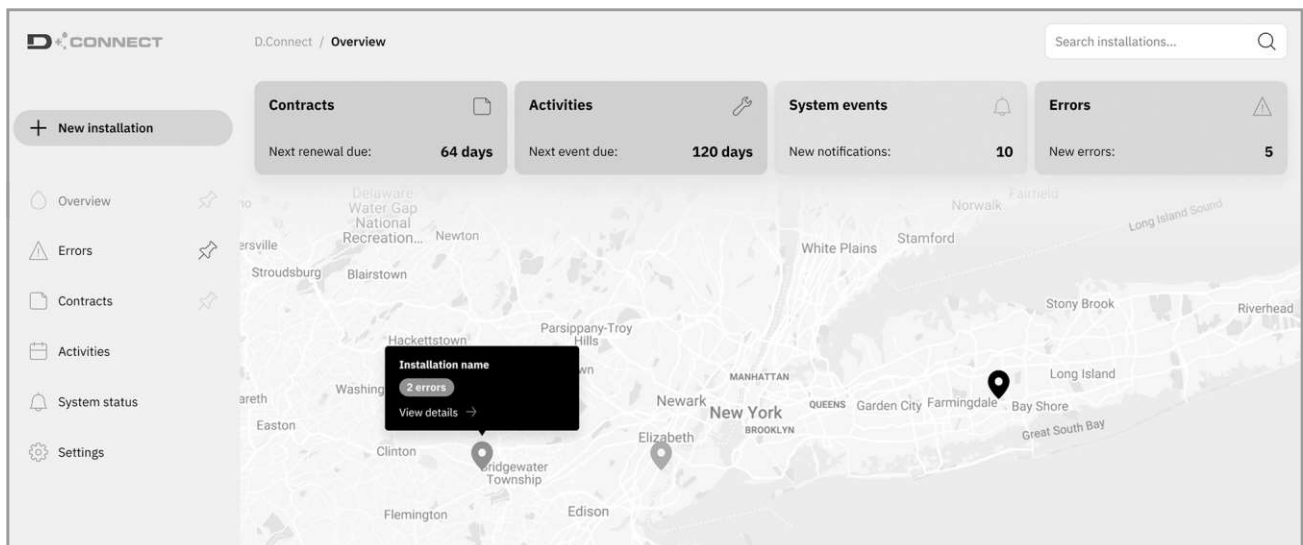 D CONNECT
D.Connect / Overview
Search installations...
New installation
Overview
Errors
Contracts
Activities
System status
Settings
Contracts
Next renewal due: 64 days
Activities
Next event due: 120 days
System events
New notifications: 10
Errors
New errors: 5
Delaware
Water Gap
National
Recreation...
Newton
Fairfield
Norwalk
Long Island Sound
ersville
White Plains
Stamford
Stroudsburg
Blairstown
Stony Brook
Riverhead
Parsippany-Troy
Hills
Hackettstown
Installation name
2 errors
View details
wn
Washing
MANHATTAN
Long Island
areth
Newark
New York
QUEENS
Garden City
Farmingdale
Bay Shore
Easton
BROOKLYN
Great South Bay
Elizabeth
Clinton
Bridgewater
Township
Flemington
Edison